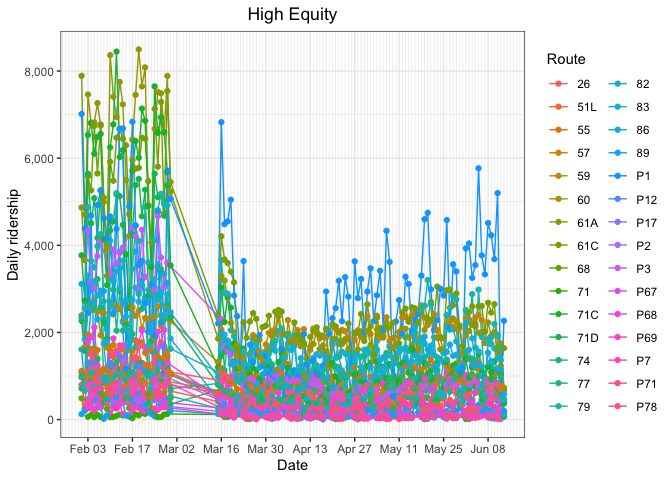 High Equity
Daily ridership
8,000
6,000
4,000
2,000
0
Feb 03 Feb 17 Mar 02 Mar 16 Mar 30 Apr 13 Apr 27 May 11 May 25 Jun 08
Date
Route
26 82
51L 83
55 86
57 89
59 P1
60 P12
61A P17
61C P2
68 P3
71 P67
71C P68
71D P69
74 P7
77 P71
79 P78